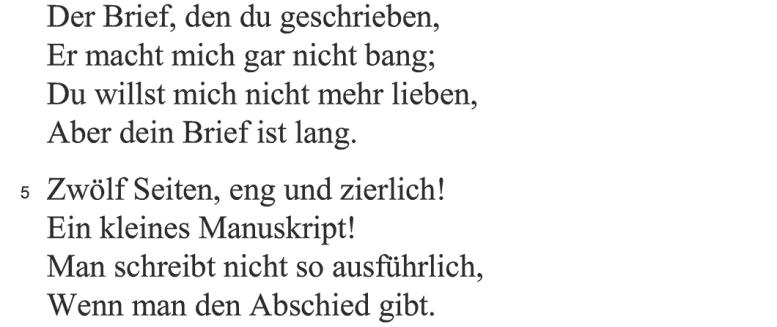 Der Brief, den du geschrieben,
Er macht mich gar nicht bang;
Du willst mich nicht mehr lieben,
Aber dein Brief ist lang.
5 Zwölf Seiten, eng und zierlich!
Ein kleines Manuskript!
Man schreibt nicht so ausführlich,
Wenn man den Abschied gibt.